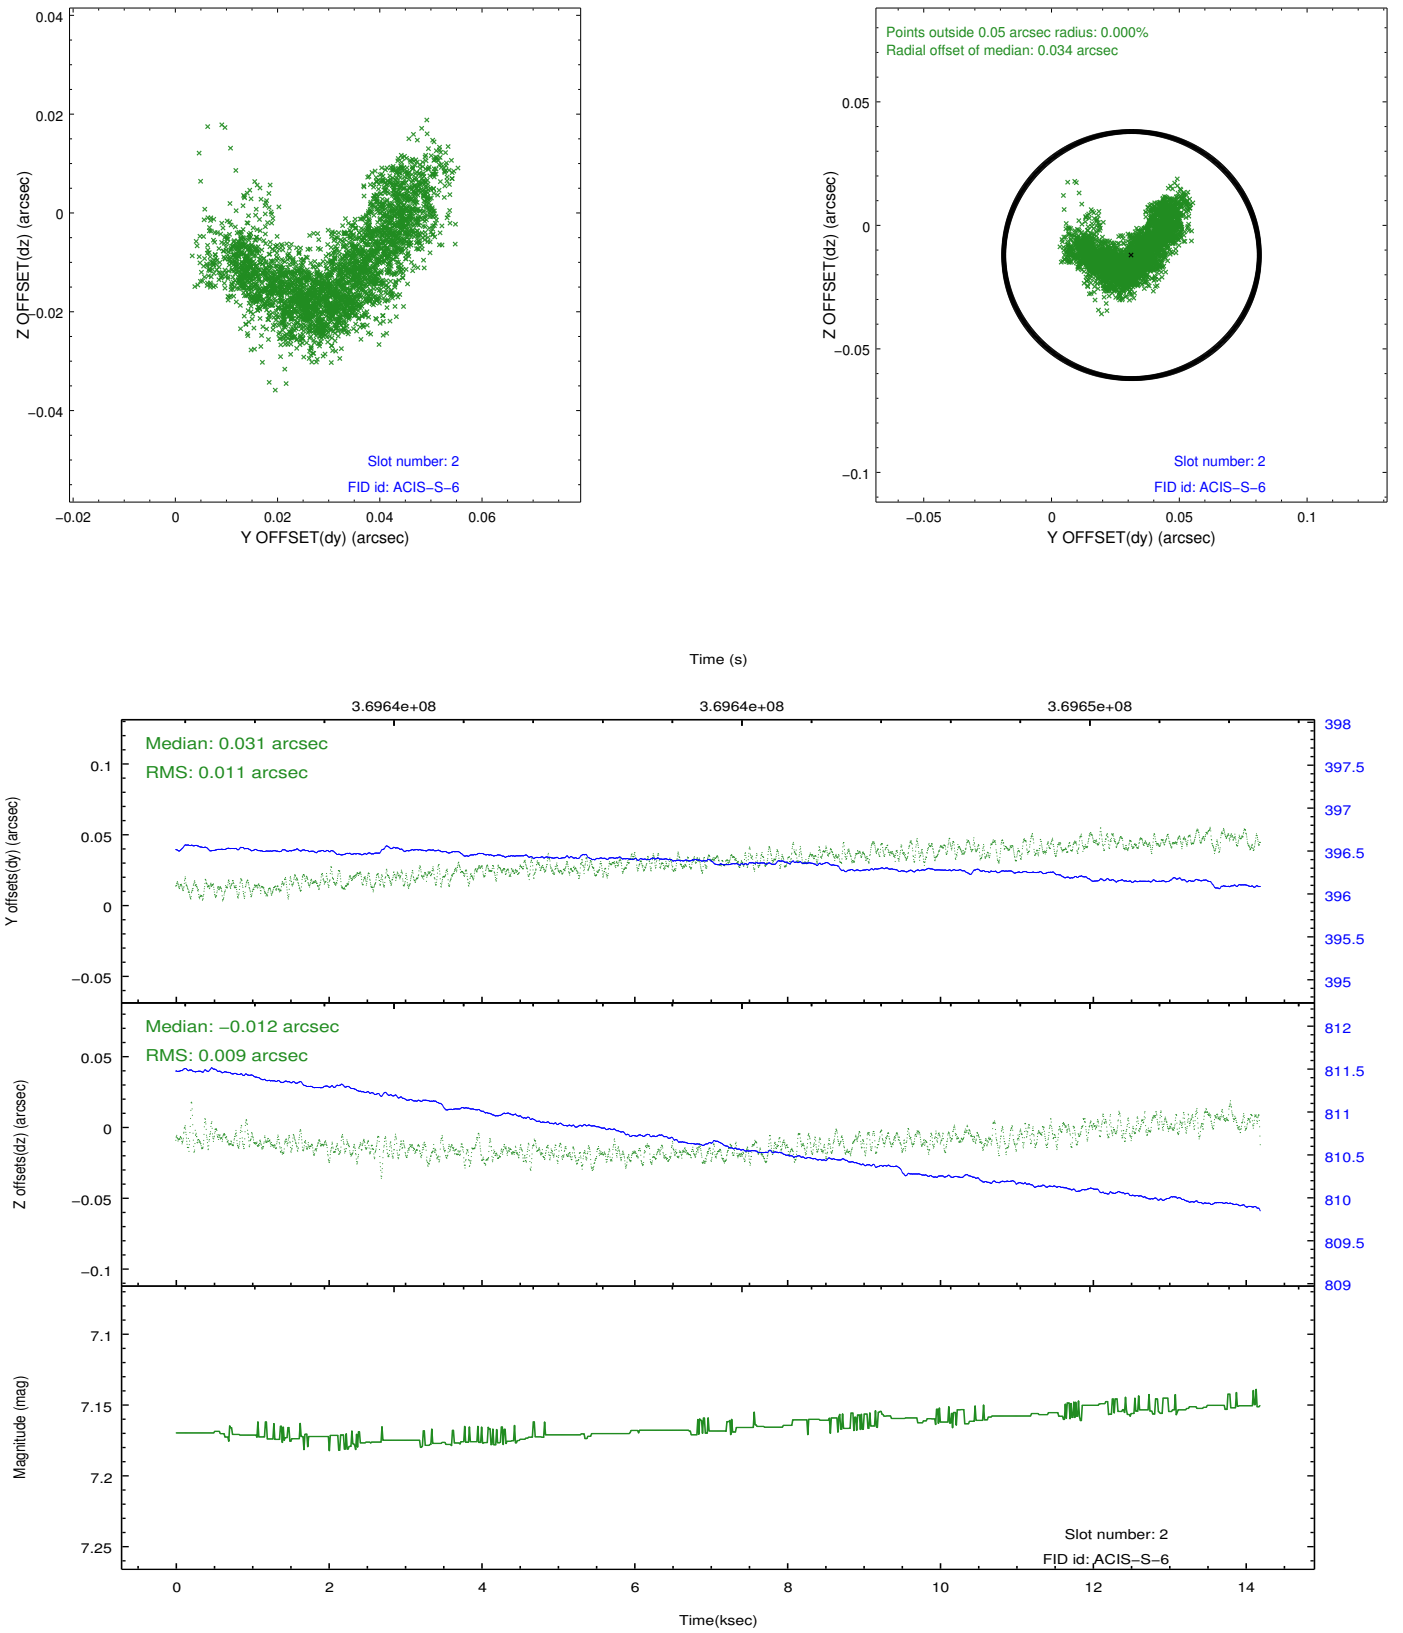 0.04
0.02
0
−0.02
−0.04
Z OFFSET(dz) (arcsec)
Slot number: 2
FID id: ACIS−S−6
−0.02
0
0.02
0.04
0.06
Y OFFSET(dy) (arcsec)
Points outside 0.05 arcsec radius: 0.000%
Radial offset of median: 0.034 arcsec
0.05
0
−0.05
−0.1
Z OFFSET(dz) (arcsec)
Slot number: 2
FID id: ACIS−S−6
−0.05
0
0.05
0.1
Y OFFSET(dy) (arcsec)
Time (s)
3.6964e+08
3.6964e+08
3.6965e+08
Median: 0.031 arcsec
RMS: 0.011 arcsec
Y offsets(dy) (arcsec)
0.1
0.05
0
−0.05
398
397.5
397
396.5
396
395.5
395
Median: −0.012 arcsec
RMS: 0.009 arcsec
Z offsets(dz) (arcsec)
0.05
0
−0.05
−0.1
812
811.5
811
810.5
810
809.5
809
Magnitude (mag)
7.1
7.15
7.2
7.25
Slot number: 2
FID id: ACIS−S−6
0
2
4
6
8
10
12
14
Time(ksec)